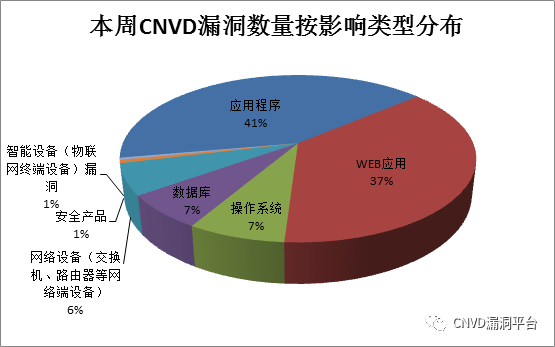 本周CNVD漏洞数量按影响类型分布
应用程序
41%
WEB应用
37%
操作系统
7%
数据库
7%
网络设备（交换
机、路由器等网
络端设备）
6%
安全产品
1%
智能设备（物联
网终端设备）漏
洞
1%
CNVD漏洞平台